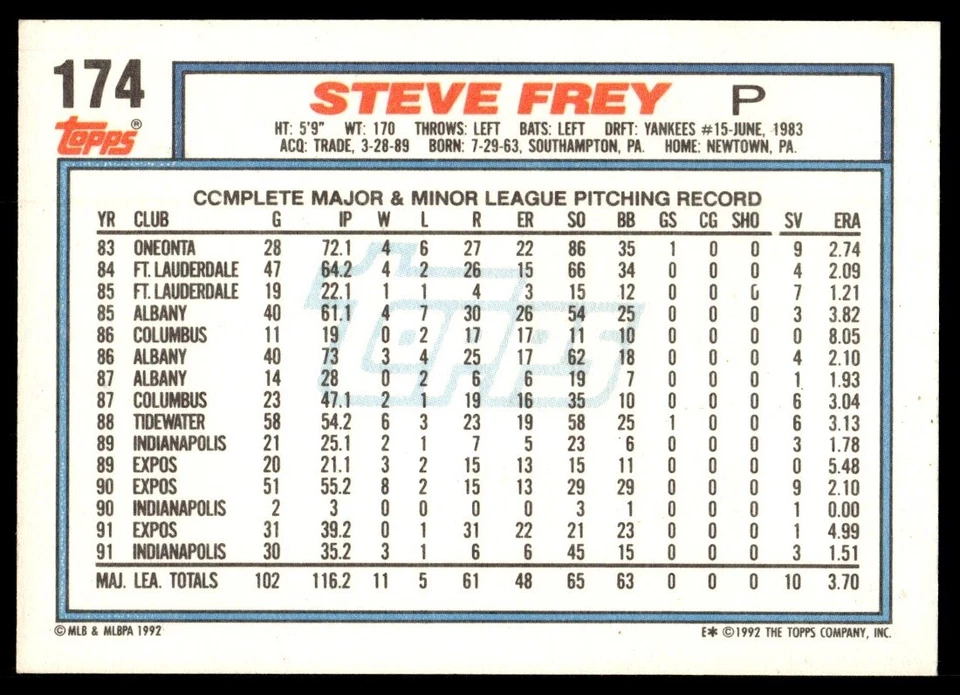 174
STEVE FREY P
topps®
HT: 5'9" WT: 170 THROWS: LEFT BATS: LEFT DRFT: YANKEES #15-JUNE, 1983
ACQ: TRADE, 3-28-89 BORN: 7-29-63, SOUTHAMPTON, PA. HOME: NEWTOWN, PA.
COMPLETE MAJOR & MINOR LEAGUE PITCHING RECORD
YR CLUB G IP W L R ER SO BB GS CG SHO SV ERA
83 ONEONTA 28 72.1 4 6 27 22 86 35 1 0 0 9 2.74
84 FT. LAUDERDALE 47 64.2 4 2 26 15 66 34 0 0 0 4 2.09
85 FT. LAUDERDALE 19 22.1 1 1 4 3 15 12 0 0 0 7 1.21
85 ALBANY 40 61.1 4 7 30 26 54 25 0 0 0 3 3.82
86 COLUMBUS 11 19 0 2 17 17 11 10 0 0 0 0 8.05
86 ALBANY 40 73 3 4 25 17 62 18 0 0 0 4 2.10
87 ALBANY 14 28 0 2 6 6 19 7 0 0 0 1 1.93
87 COLUMBUS 23 47.1 2 1 19 16 35 10 0 0 0 6 3.04
88 TIDEWATER 58 54.2 6 3 23 19 58 25 1 0 0 6 3.13
89 INDIANAPOLIS 21 25.1 2 1 7 5 23 6 0 0 0 3 1.78
89 EXPOS 20 21.1 3 2 15 13 15 11 0 0 0 0 5.48
90 EXPOS 51 55.2 8 2 15 13 29 29 0 0 0 9 2.10
90 INDIANAPOLIS 2 3 0 0 0 0 3 1 0 0 0 1 0.00
91 EXPOS 31 39.2 0 1 31 22 21 23 0 0 0 1 4.99
91 INDIANAPOLIS 30 35.2 3 1 6 6 45 15 0 0 0 3 1.51
MAJ. LEA. TOTALS 102 116.2 11 5 61 48 65 63 0 0 0 10 3.70
©MLB & MLBPA 1992 E* ©1992 THE TOPPS COMPANY, INC.